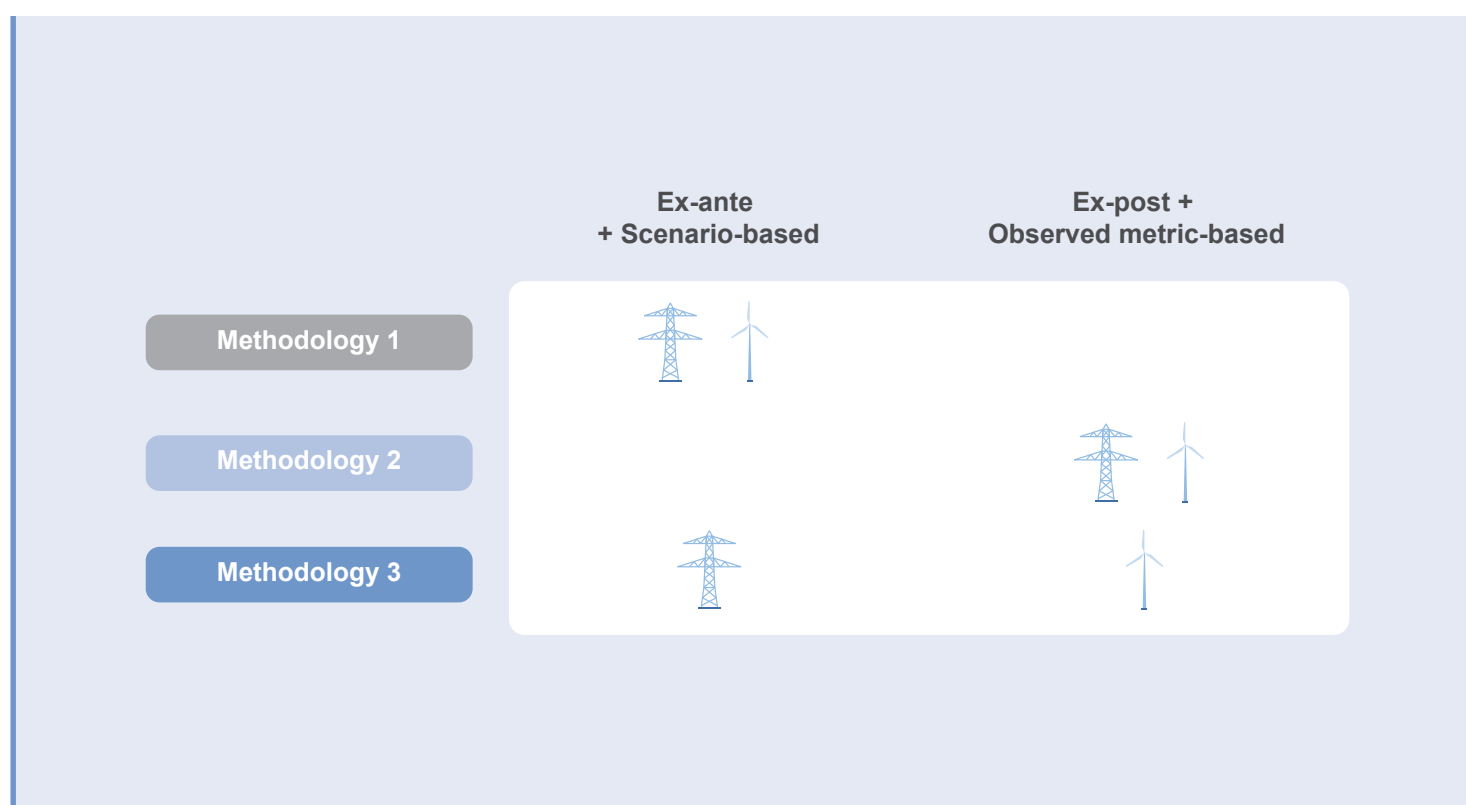 Ex-ante
+ Scenario-based
Ex-post +
Observed metric-based
Methodology 1
Methodology 2
Methodology 3